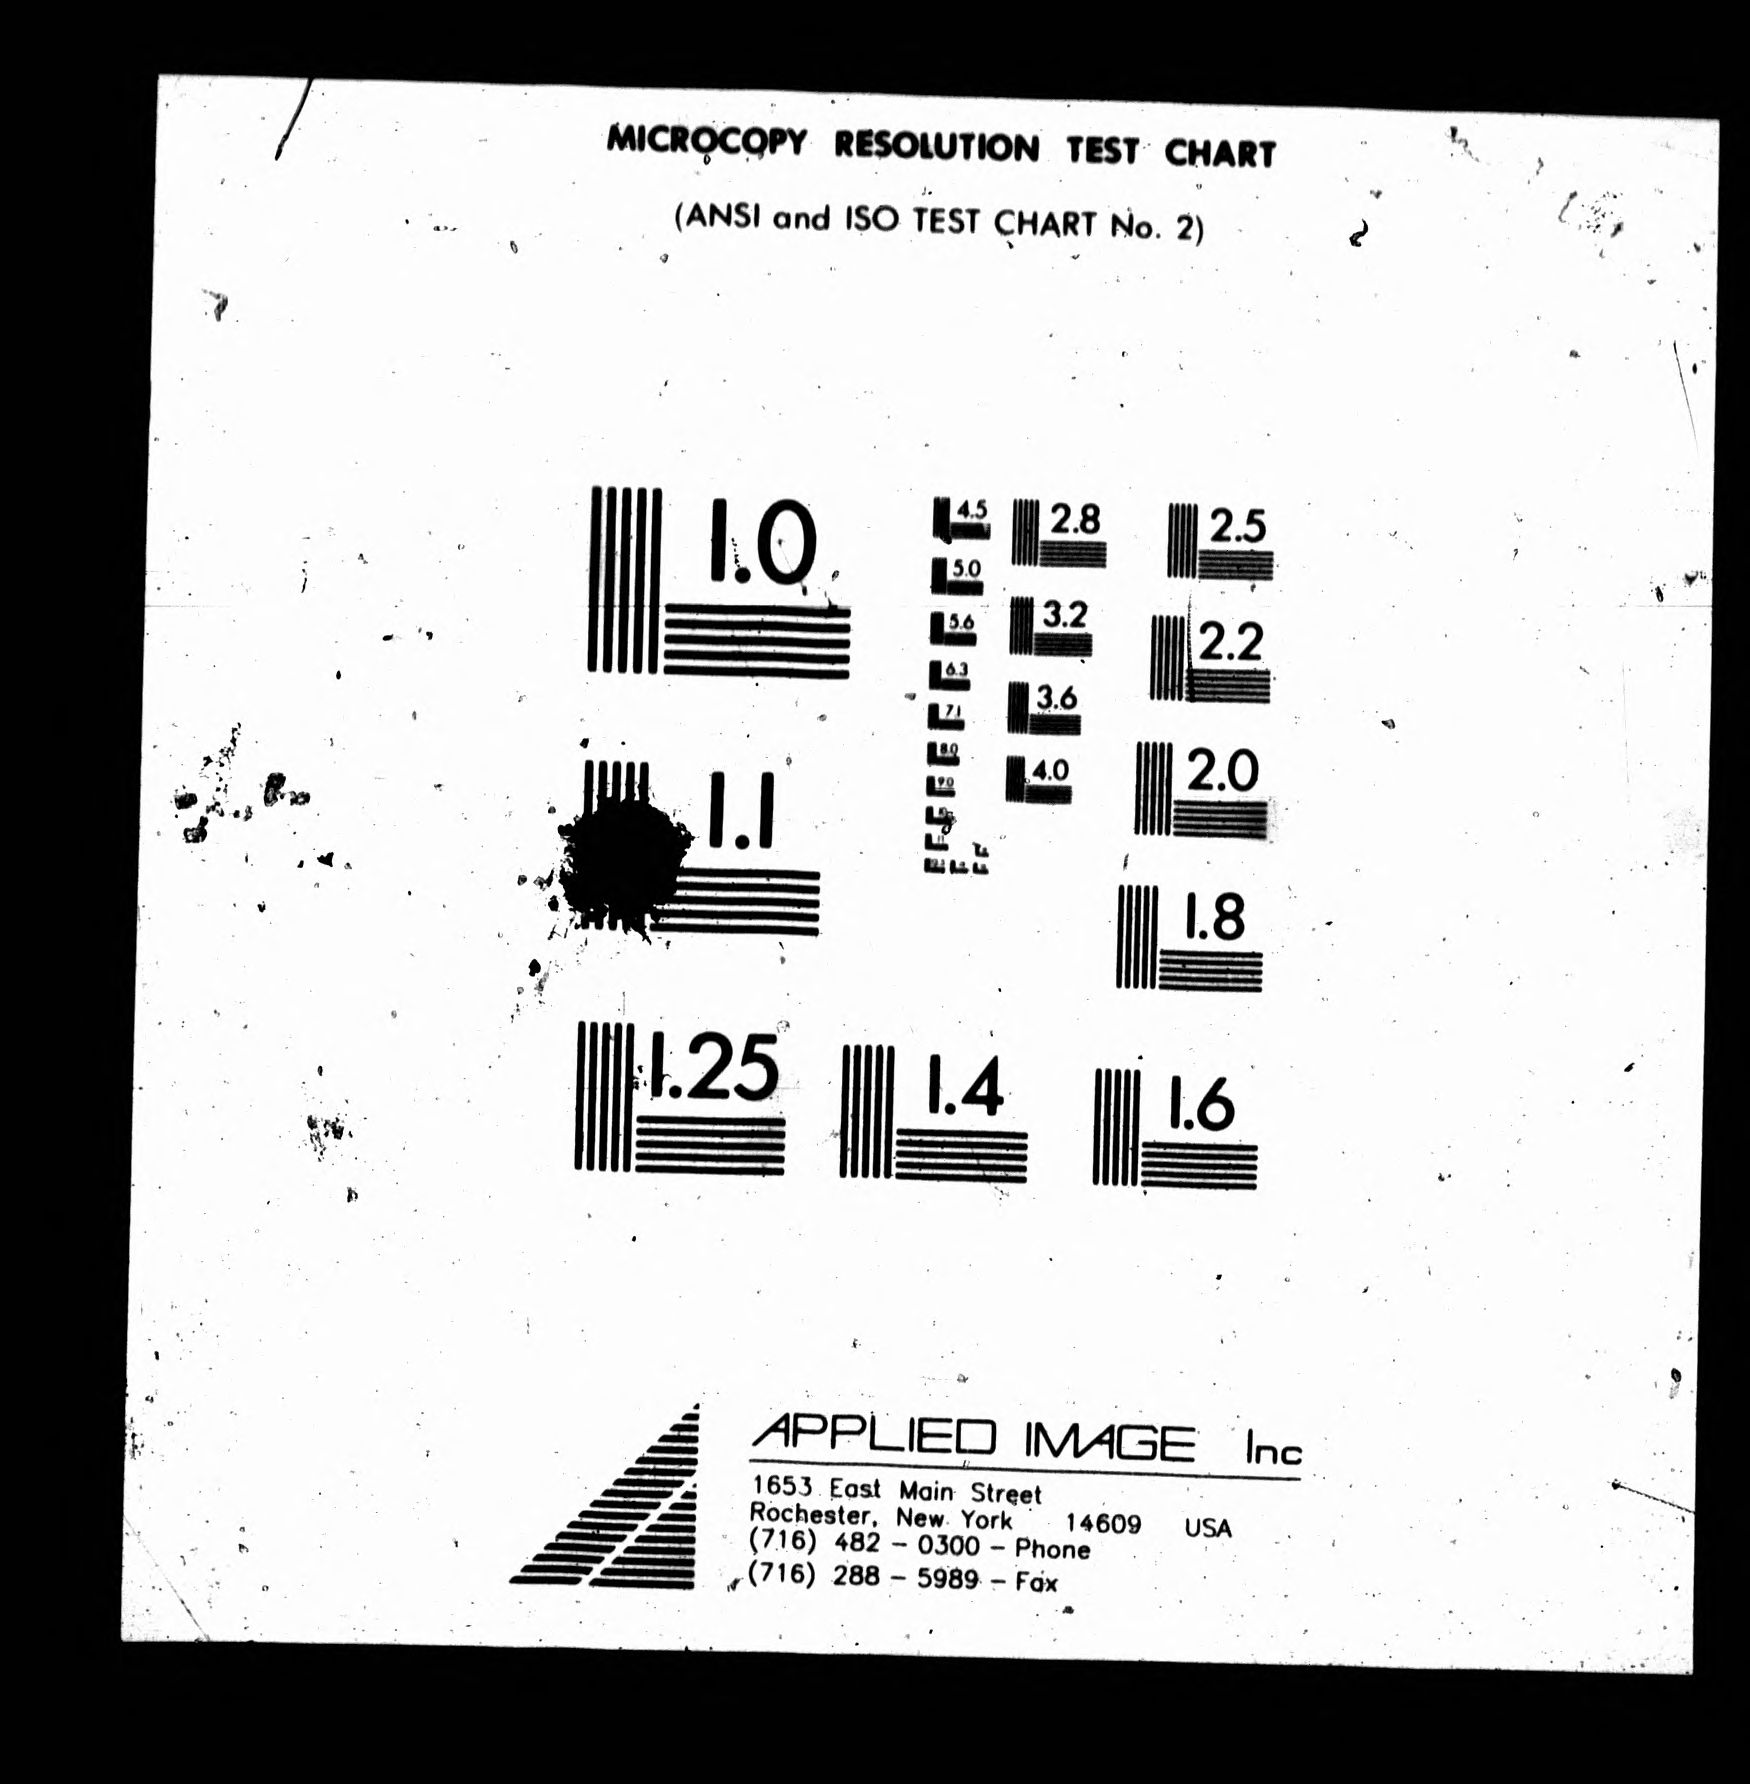 MICROCOPY RESOLUTION TEST CHART
(ANSI and ISO TEST CHART No. 2)
1.0
1.1
1.25
4.5
5.0
5.6
6.3
7.1
8.0
9.0
2.8
3.2
3.6
4.0
2.5
2.2
2.0
1.8
1.4
1.6
APPLIED IMAGE Inc
1653 East Main Street
Rochester, New York 14609 USA
(716) 482 – 0300 – Phone
(716) 288 – 5989 – Fax